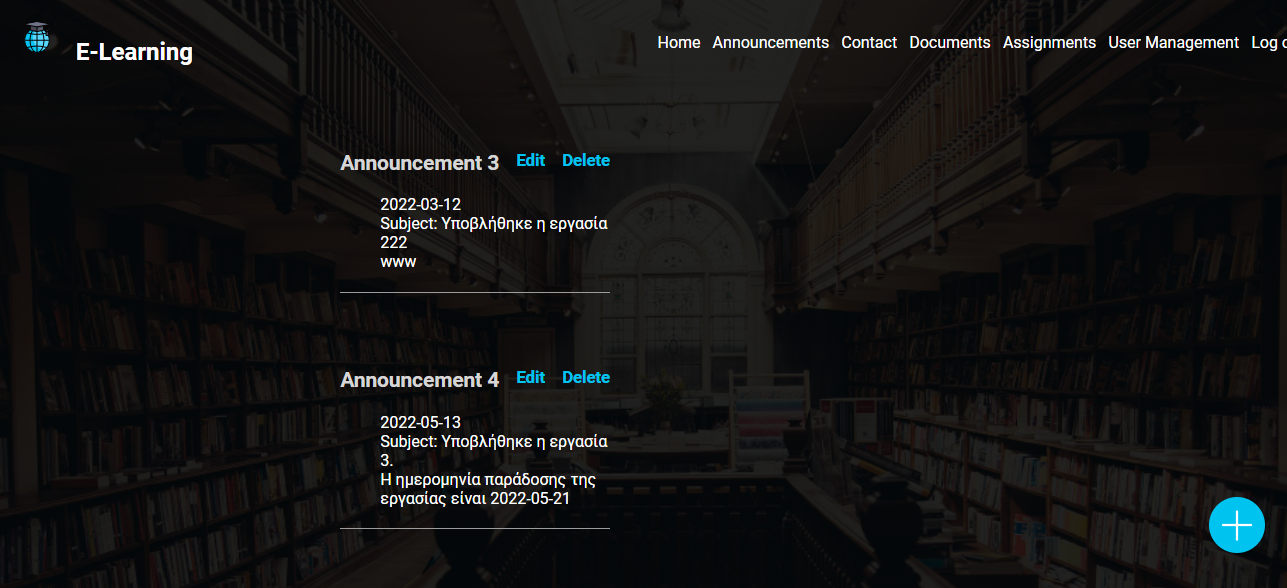 E-Learning
Home Announcements Contact Documents Assignments User Management Log
Announcement 3 Edit Delete
2022-03-12
Subject: Υποβλήθηκε η εργασία
222
www
Announcement 4 Edit Delete
2022-05-13
Subject: Υποβλήθηκε η εργασία
3.
Η ημερομηνία παράδοσης της
εργασίας είναι 2022-05-21